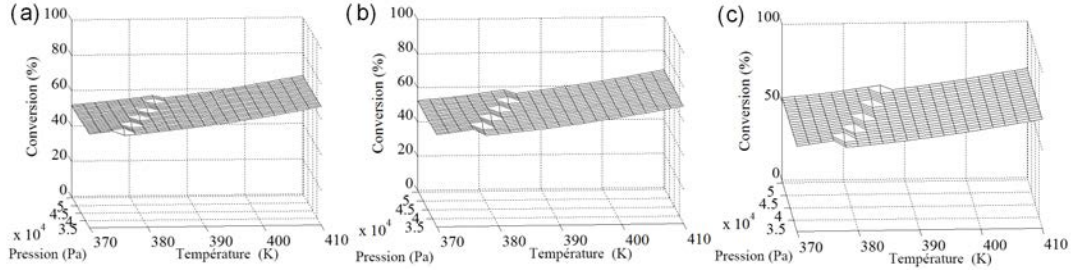 (a)
100
80
60
40
20
0
Conversion (%)
5
4.5
4
3.5
x 10⁴
Pression (Pa)
370
380
390
400
410
Température (K)
(b)
100
80
60
40
20
0
Conversion (%)
5
4.5
4
3.5
x 10⁴
Pression (Pa)
370
380
390
400
410
Température (K)
(c)
100
50
0
Conversion (%)
5
4.5
4
3.5
x 10⁴
Pression (Pa)
370
380
390
400
410
Température (K)